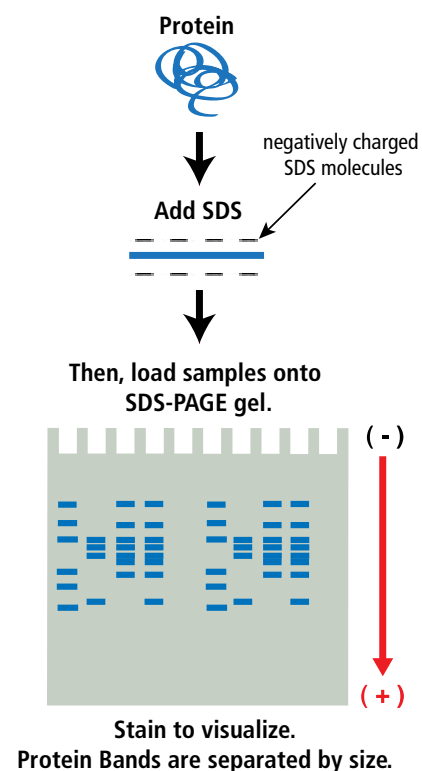 Protein
negatively charged
SDS molecules
Add SDS
Then, load samples onto
SDS-PAGE gel.
( - )
( + )
Stain to visualize.
Protein Bands are separated by size.